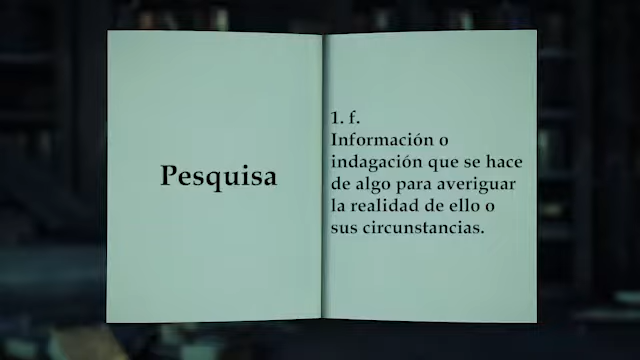 Pesquisa
1. f.
Información o
indagación que se hace
de algo para averiguar
la realidad de ello o
sus circunstancias.